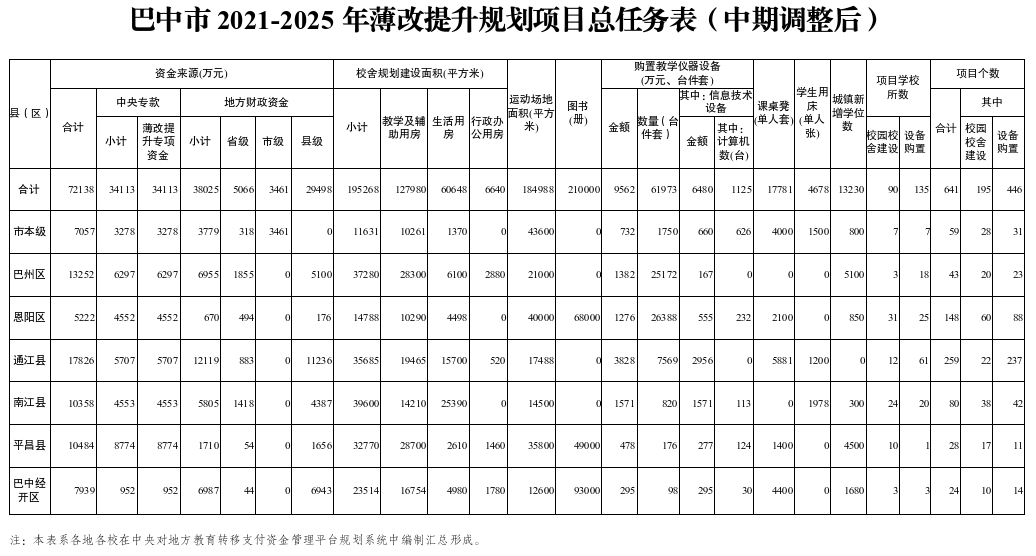 巴中市 2021-2025 年薄改提升规划项目总任务表（中期调整后）
县（区） 资金来源(万元) 校舍规划建设面积(平方米) 运动场地面积(平方米) 图书(册) 购置教学仪器设备(万元、台件套) 课桌凳(单人套) 学生用床(单人张) 城镇新增学位数 项目学校所数 项目个数
合计 中央专款 地方财政资金 小计 教学及辅助用房 生活用房 行政办公用房 金额 数量（台件套） 其中：信息技术设备 校园校舍建设 设备购置 合计 其中
小计 薄改提升专项资金 小计 省级 市级 县级 金额 其中：计算机数(台) 校园校舍建设 设备购置
合计 72138 34113 34113 38025 5066 3461 29498 195268 127980 60648 6640 184988 210000 9562 61973 6480 1125 17781 4678 13230 90 135 641 195 446
市本级 7057 3278 3278 3779 318 3461 0 11631 10261 1370 0 43600 0 732 1750 660 626 4000 1500 800 7 7 59 28 31
巴州区 13252 6297 6297 6955 1855 0 5100 37280 28300 6100 2880 21000 0 1382 25172 167 0 0 0 5100 3 18 43 20 23
恩阳区 5222 4552 4552 670 494 0 176 14788 10290 4498 0 40000 68000 1276 26388 555 232 2100 0 850 31 25 148 60 88
通江县 17826 5707 5707 12119 883 0 11236 35685 19465 15700 520 17488 0 3828 7569 2956 0 5881 1200 0 12 61 259 22 237
南江县 10358 4553 4553 5805 1418 0 4387 39600 14210 25390 0 14500 0 1571 820 1571 113 0 1978 300 24 20 80 38 42
平昌县 10484 8774 8774 1710 54 0 1656 32770 28700 2610 1460 35800 49000 478 176 277 124 1400 0 4500 10 1 28 17 11
巴中经开区 7939 952 952 6987 44 0 6943 23514 16754 4980 1780 12600 93000 295 98 295 30 4400 0 1680 3 3 24 10 14
注：本表系各地各校在中央对地方教育转移支付资金管理平台规划系统中编制汇总形成。